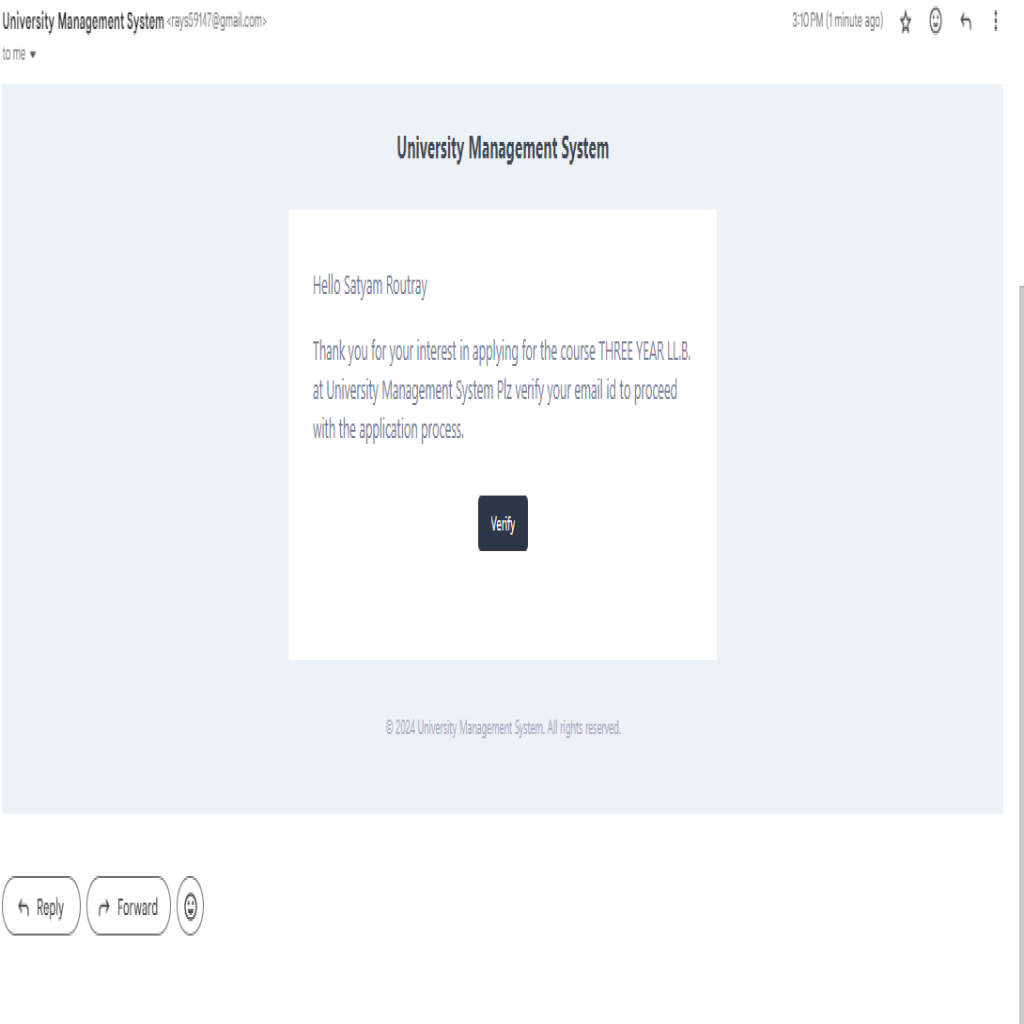 University Management System <rays59147@gmail.com> 3:10 PM (1 minute ago)
to me
University Management System
Hello Satyam Routray
Thank you for your interest in applying for the course THREE YEAR LL.B.
at University Management System Plz verify your email id to proceed
with the application process.
Verify
© 2024 University Management System. All rights reserved.
Reply Forward